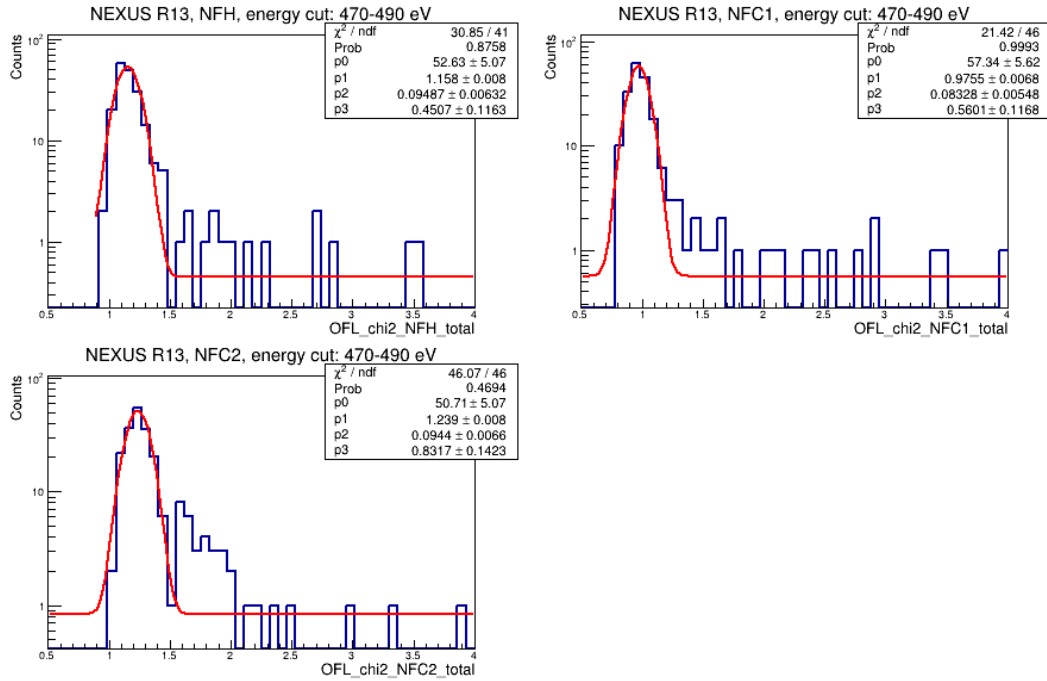 NEXUS R13, NFH, energy cut: 470-490 eV
χ² / ndf 30.85 / 41
Prob 0.8758
p0 52.63 ± 5.07
p1 1.158 ± 0.008
p2 0.09487 ± 0.00632
p3 0.4507 ± 0.1163
Counts
10²
10
1
0.5 1 1.5 2 2.5 3 3.5 4
OFL_chi2_NFH_total
NEXUS R13, NFC1, energy cut: 470-490 eV
χ² / ndf 21.42 / 46
Prob 0.9993
p0 57.34 ± 5.62
p1 0.9755 ± 0.0068
p2 0.08328 ± 0.00548
p3 0.5601 ± 0.1168
Counts
10²
10
1
0.5 1 1.5 2 2.5 3 3.5 4
OFL_chi2_NFC1_total
NEXUS R13, NFC2, energy cut: 470-490 eV
χ² / ndf 46.07 / 46
Prob 0.4694
p0 50.71 ± 5.07
p1 1.239 ± 0.008
p2 0.0944 ± 0.0066
p3 0.8317 ± 0.1423
Counts
10²
10
1
0.5 1 1.5 2 2.5 3 3.5 4
OFL_chi2_NFC2_total